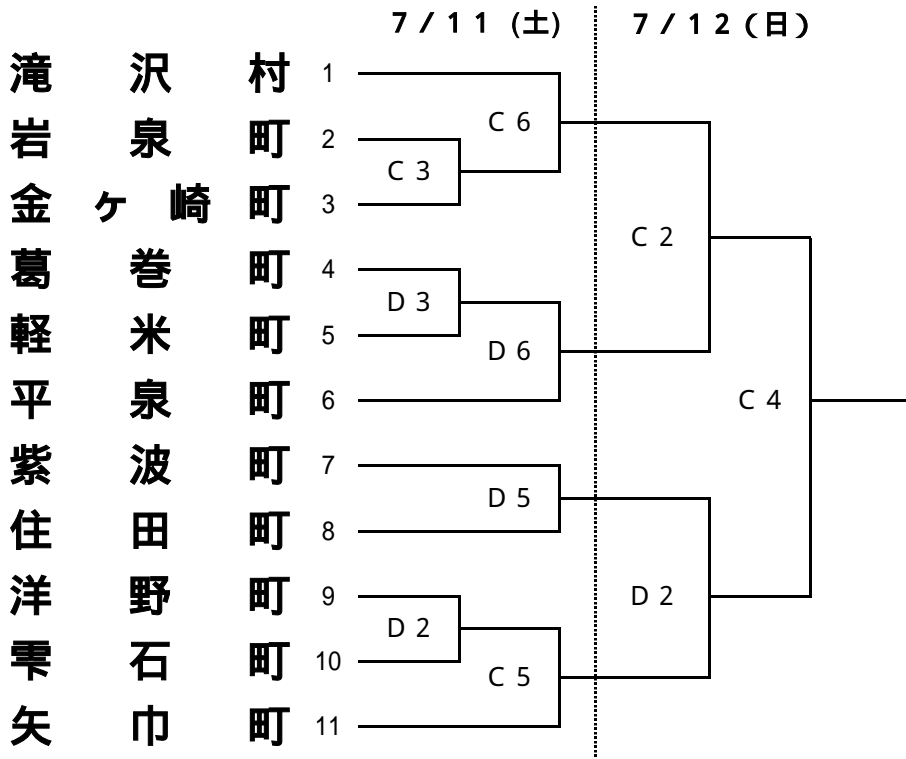 7/11(土) 7/12(日)
滝沢村 1
C6
岩泉町 2
C3
金ヶ崎町 3
C2
葛巻町 4
D3
軽米町 5
D6
平泉町 6
C4
紫波町 7
D5
住田町 8
洋野町 9
D2 D2
雫石町 10
C5
矢巾町 11